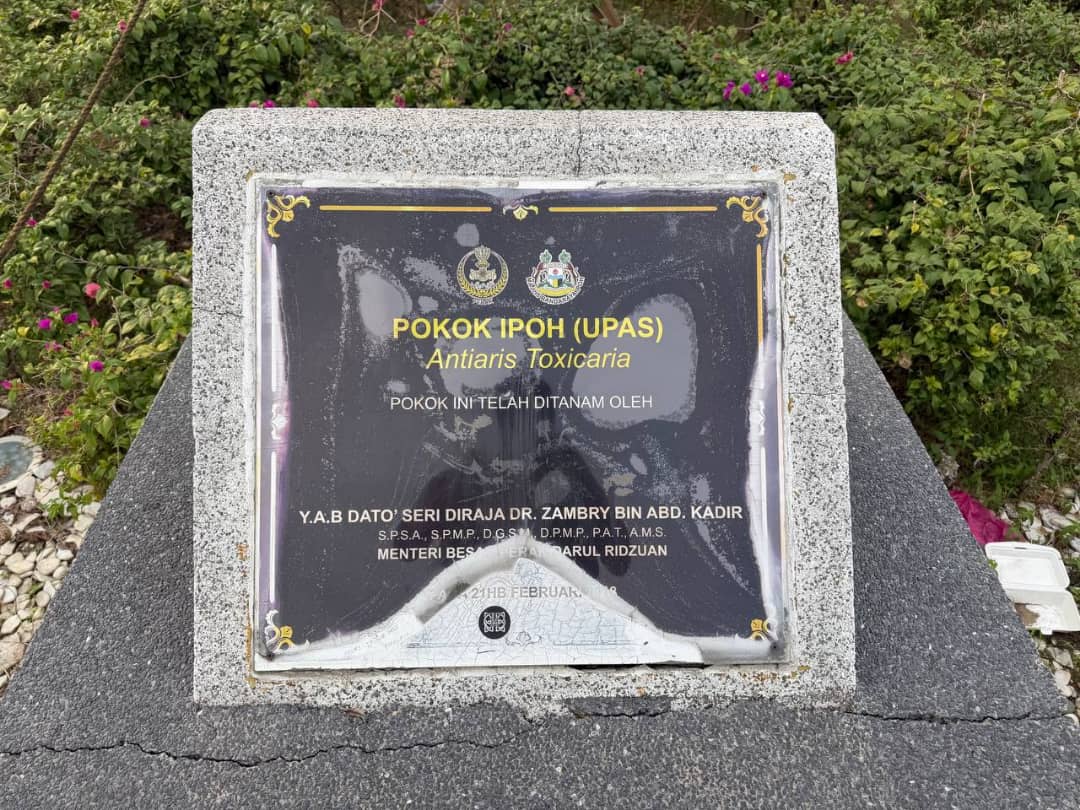 POKOK IPOH (UPAS)
Antiaris Toxicaria
POKOK INI TELAH DITANAM OLEH
Y.A.B DATO' SERI DIRAJA DR. ZAMBRY BIN ABD. KADIR
S.P.S.A., S.P.M.P., D.G.S.M., D.P.M.P., P.A.T., A.M.S.
MENTERI BESAR PERAK DARUL RIDZUAN
21HB FEBRUARI